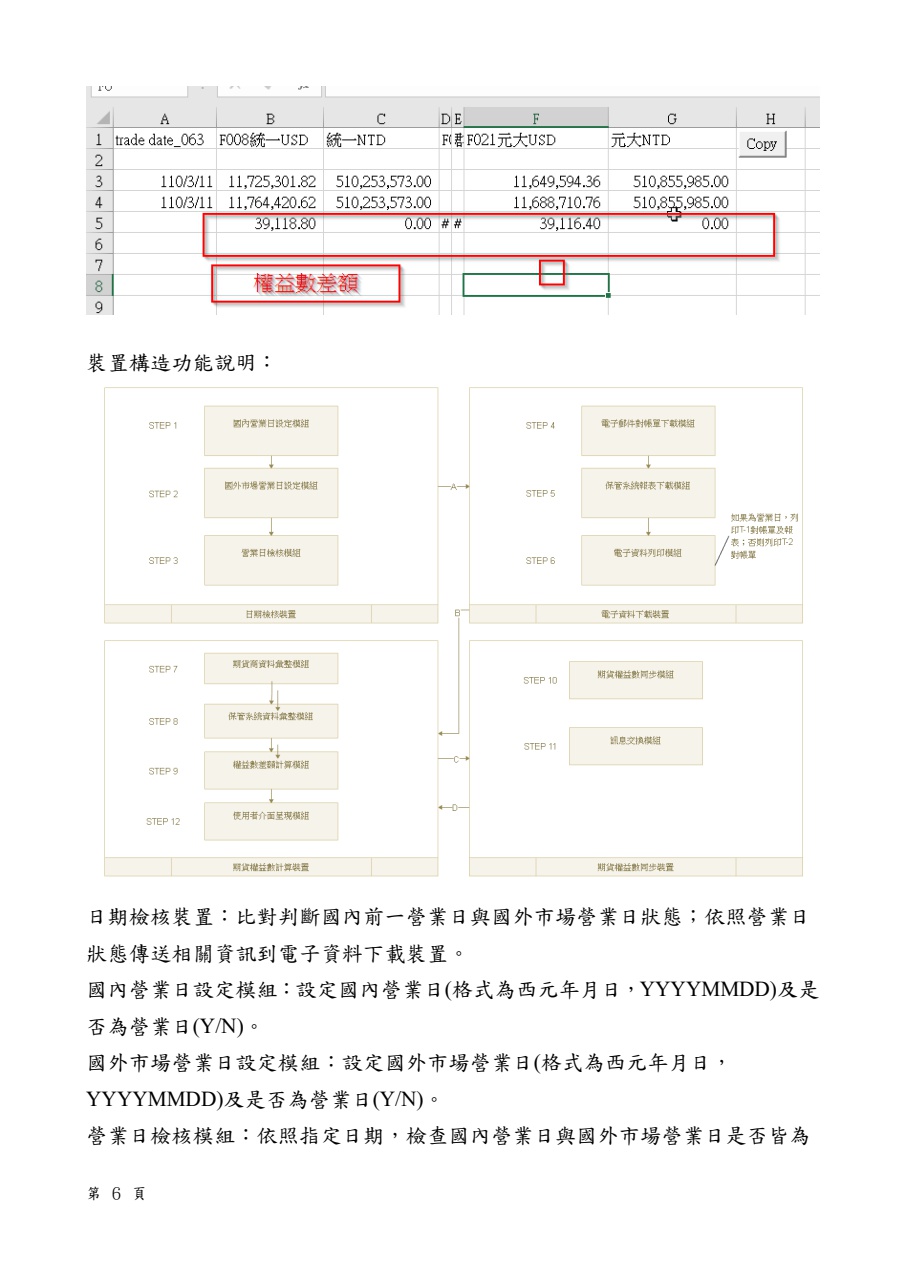 A B C D E F G H
1 trade date_063 F008統一USD 統一NTD F021元大USD 元大NTD Copy
2
3 110/3/11 11,725,301.82 510,253,573.00 11,649,594.36 510,855,985.00
4 110/3/11 11,764,420.62 510,253,573.00 11,688,710.76 510,855,985.00
5 39,118.80 0.00 # # 39,116.40 0.00
6
7
8 權益數差額
9
裝置構造功能說明：
STEP 1 國內營業日設定模組
STEP 2 國外市場營業日設定模組
STEP 3 營業日檢核模組
日期檢核裝置
A
STEP 4 電子郵件對帳單下載模組
STEP 5 保管系統報表下載模組
STEP 6 電子資料列印模組
如果為營業日，列
印T-1對帳單及報
表；否則列印T-2
對帳單
電子資料下載裝置
B
STEP 7 期貨商資料彙整模組
STEP 8 保管系統資料彙整模組
STEP 9 權益數差額計算模組
STEP 12 使用者介面呈現模組
期貨權益數計算裝置
C
D
STEP 10 期貨權益數同步模組
STEP 11 訊息交換模組
期貨權益數同步裝置
日期檢核裝置：比對判斷國內前一營業日與國外市場營業日狀態；依照營業日
狀態傳送相關資訊到電子資料下載裝置。
國內營業日設定模組：設定國內營業日(格式為西元年月日，YYYYMMDD)及是
否為營業日(Y/N)。
國外市場營業日設定模組：設定國外市場營業日(格式為西元年月日，
YYYYMMDD)及是否為營業日(Y/N)。
營業日檢核模組：依照指定日期，檢查國內營業日與國外市場營業日是否皆為
第 6 頁